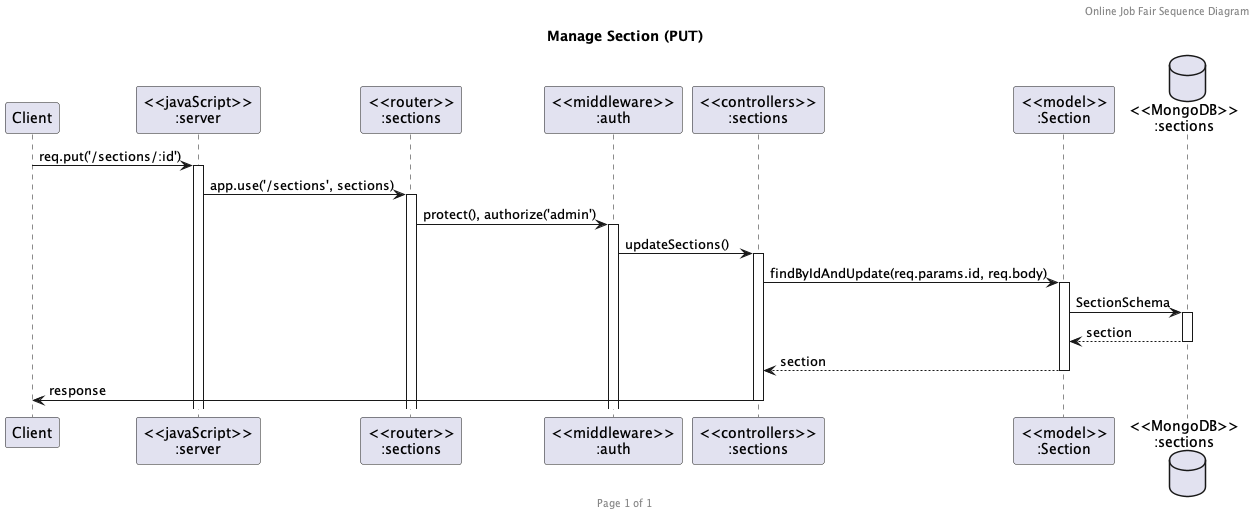 Online Job Fair Sequence Diagram
Manage Section (PUT)
Client
<<javaScript>>
:server
<<router>>
:sections
<<middleware>>
:auth
<<controllers>>
:sections
<<model>>
:Section
<<MongoDB>>
:sections
req.put('/sections/:id')
app.use('/sections', sections)
protect(), authorize('admin')
updateSections()
findByIdAndUpdate(req.params.id, req.body)
SectionSchema
section
section
response
Client
<<javaScript>>
:server
<<router>>
:sections
<<middleware>>
:auth
<<controllers>>
:sections
<<model>>
:Section
<<MongoDB>>
:sections
Page 1 of 1